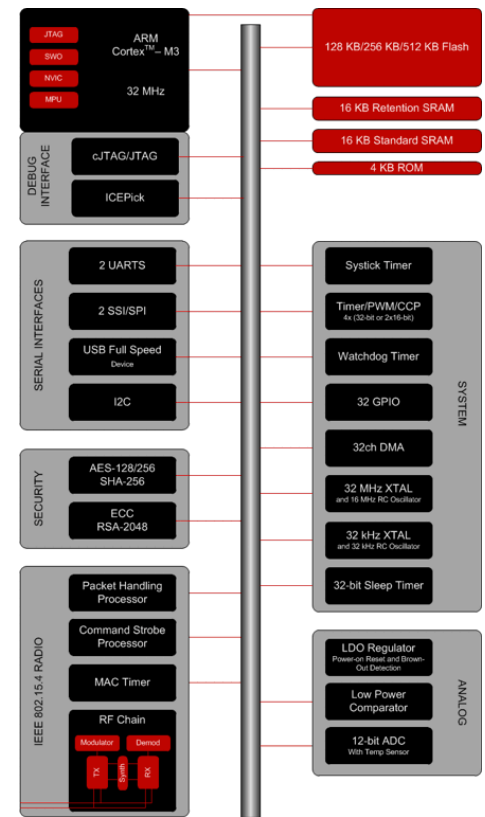 JTAG
SWO
NVIC
MPU
ARM
Cortex™– M3
32 MHz
128 KB/256 KB/512 KB Flash
16 KB Retention SRAM
16 KB Standard SRAM
4 KB ROM
DEBUG
INTERFACE
cJTAG/JTAG
ICEPick
SERIAL INTERFACES
2 UARTS
2 SSI/SPI
USB Full Speed
Device
I2C
SECURITY
AES-128/256
SHA-256
ECC
RSA-2048
IEEE 802.15.4 RADIO
Packet Handling
Processor
Command Strobe
Processor
MAC Timer
RF Chain
Modulator
Demod
TX
Synth
RX
SYSTEM
Systick Timer
Timer/PWM/CCP
4x (32-bit or 2x16-bit)
Watchdog Timer
32 GPIO
32ch DMA
32 MHz XTAL
and 16 MHz RC Oscillator
32 kHz XTAL
and 32 kHz RC Oscillator
32-bit Sleep Timer
ANALOG
LDO Regulator
Power-on Reset and Brown-
Out Detection
Low Power
Comparator
12-bit ADC
With Temp Sensor